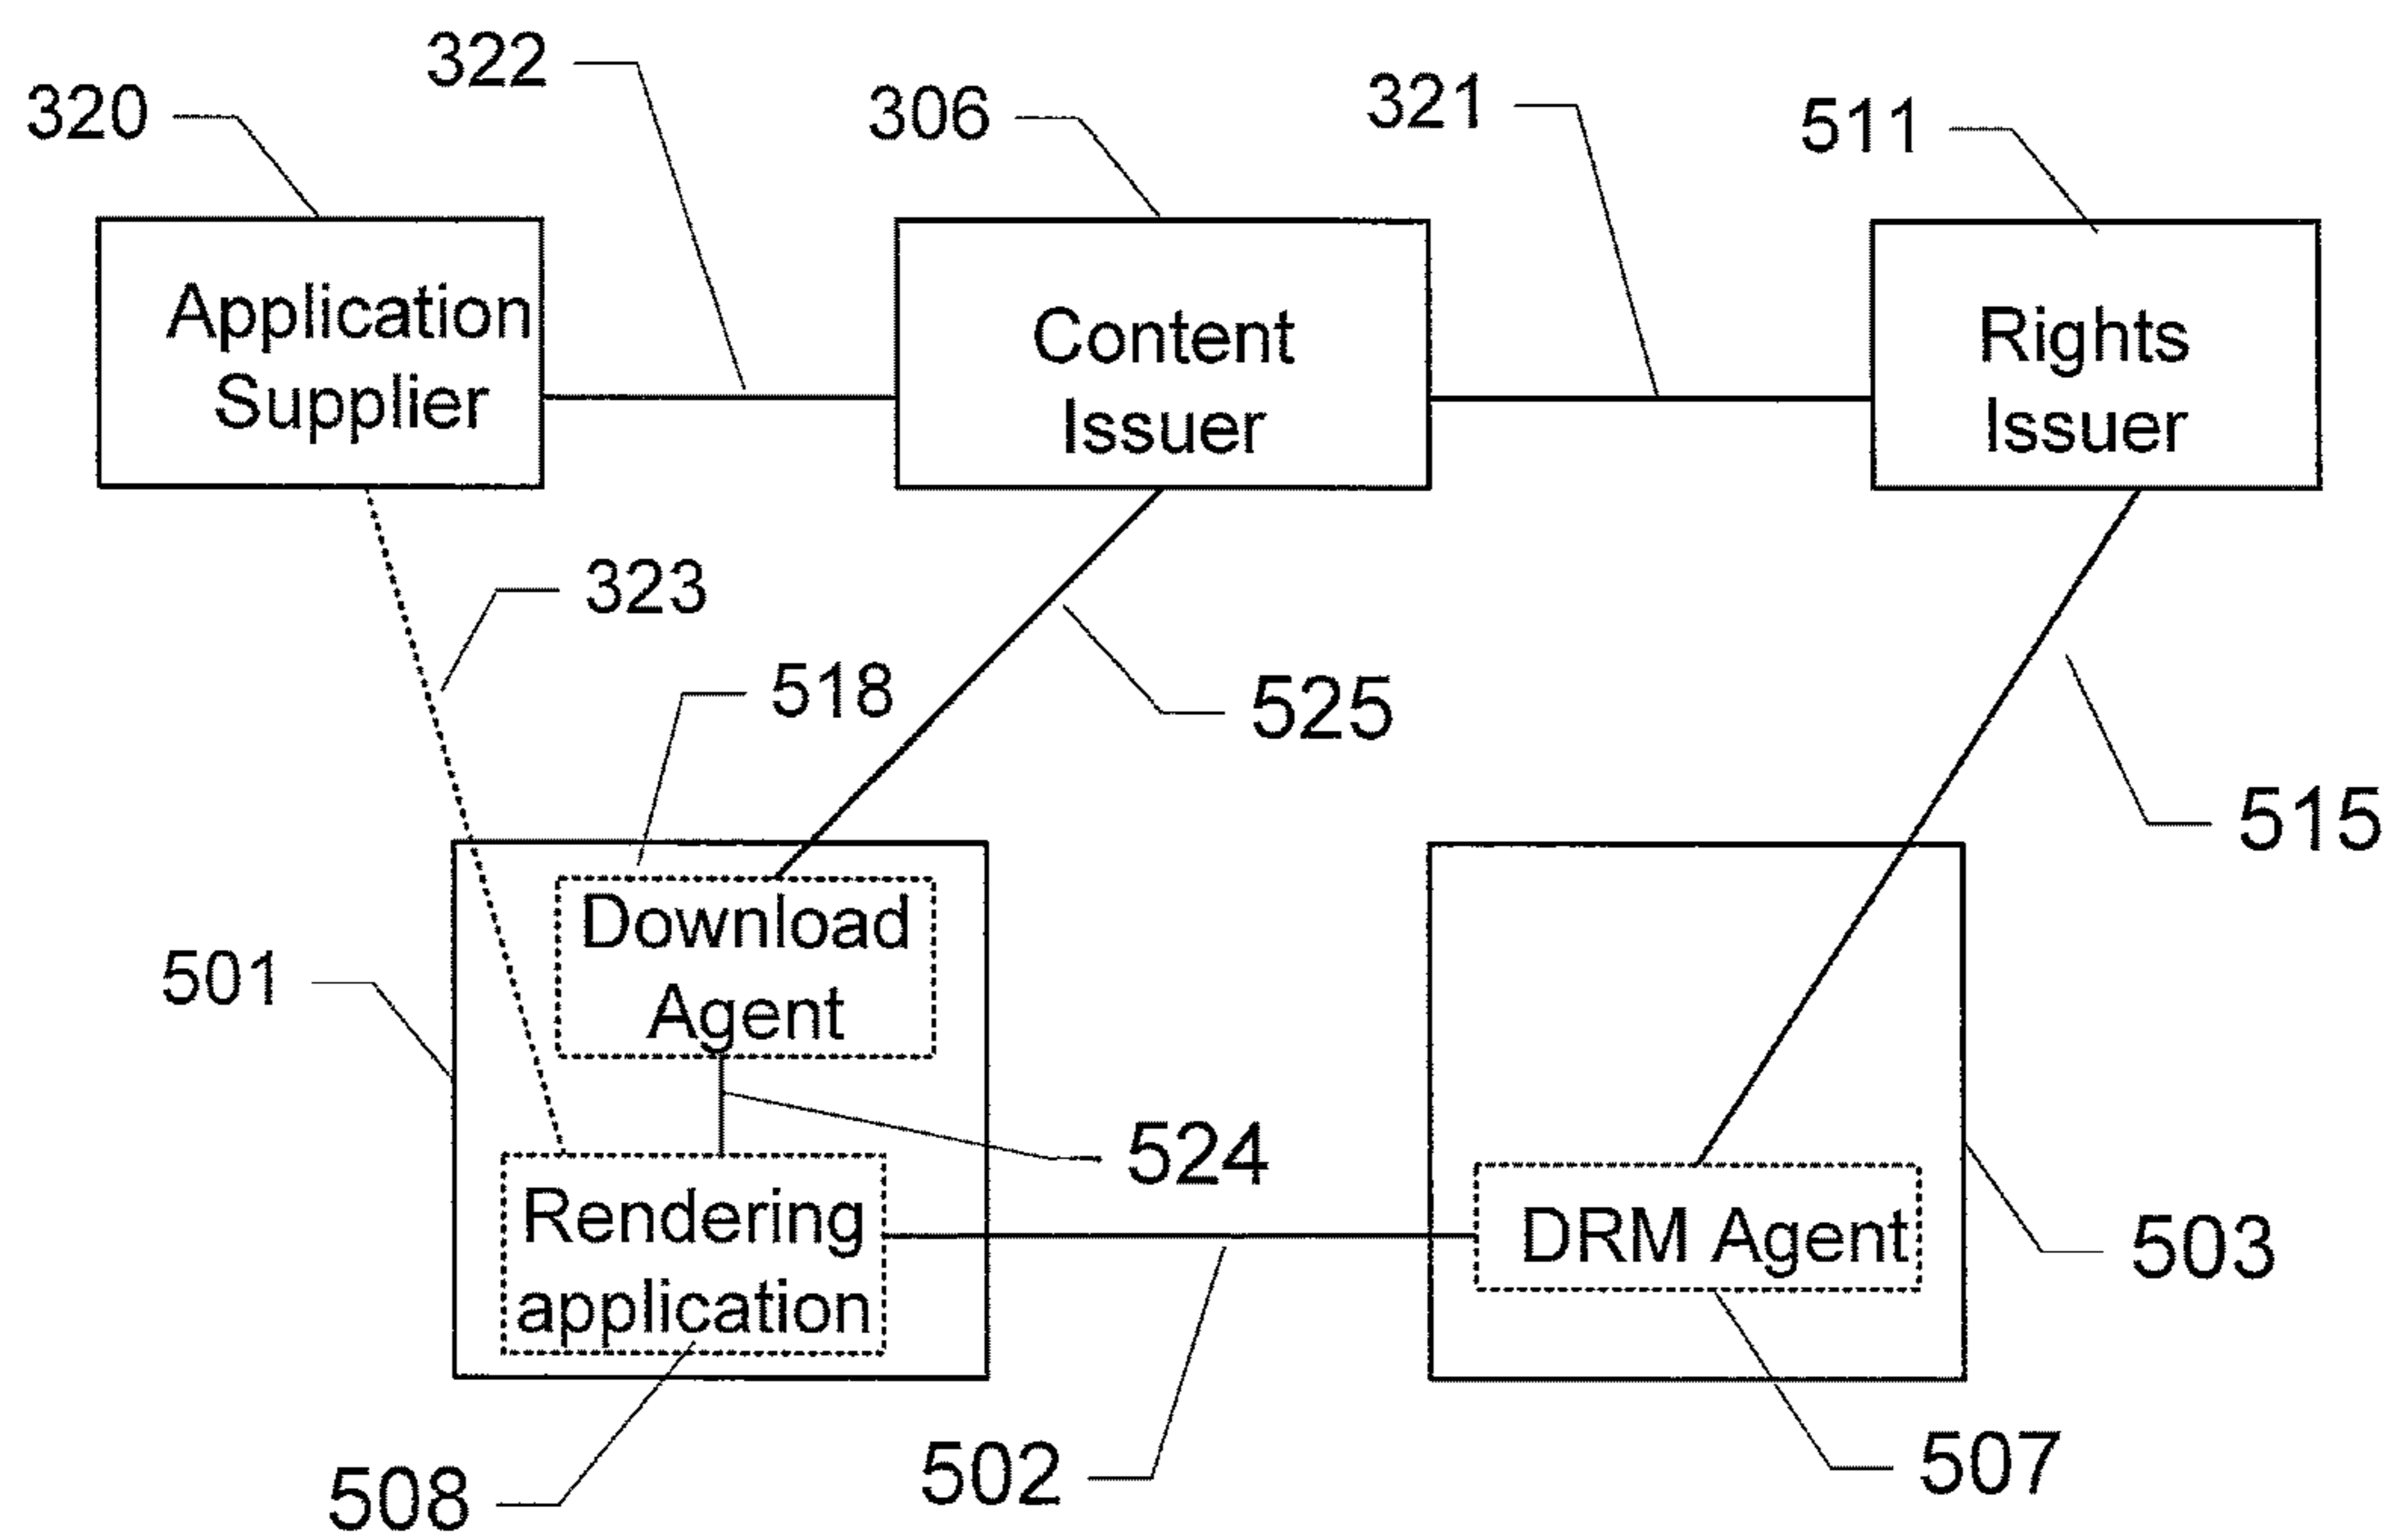 322
320
306
321
511
Application
Supplier
Content
Issuer
Rights
Issuer
323
518
525
515
Download
Agent
501
524
Rendering
application
DRM Agent
503
502
507
508